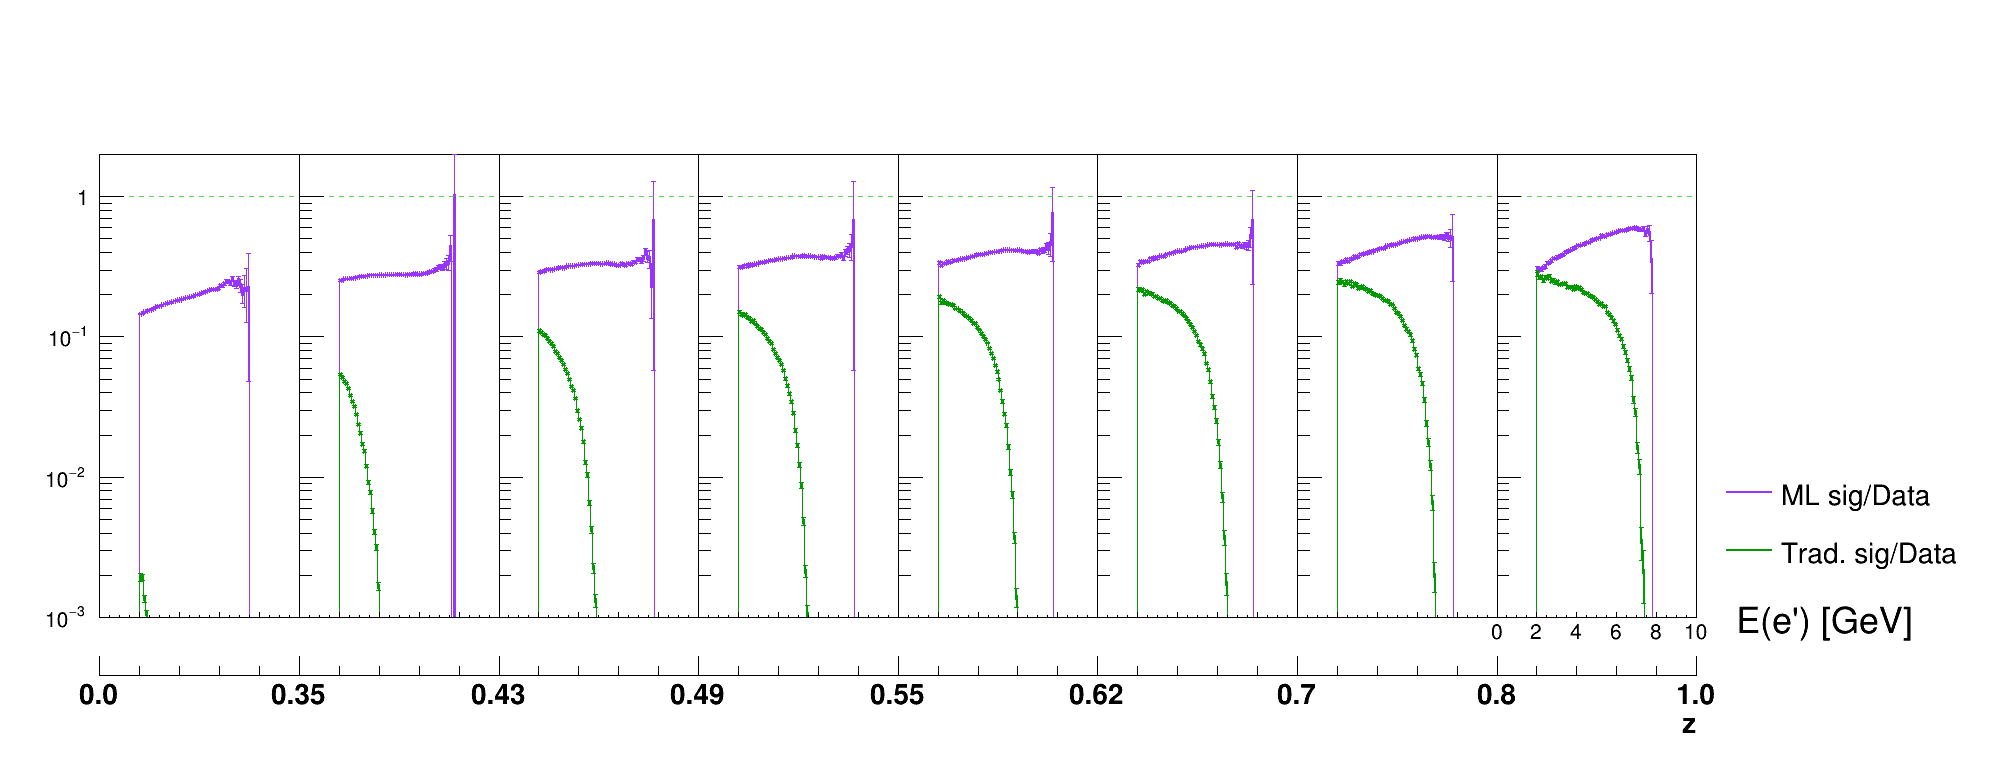 1
10⁻¹
10⁻²
10⁻³
ML sig/Data
Trad. sig/Data
E(e') [GeV]
0 2 4 6 8 10
0.0 0.35 0.43 0.49 0.55 0.62 0.7 0.8 1.0
z